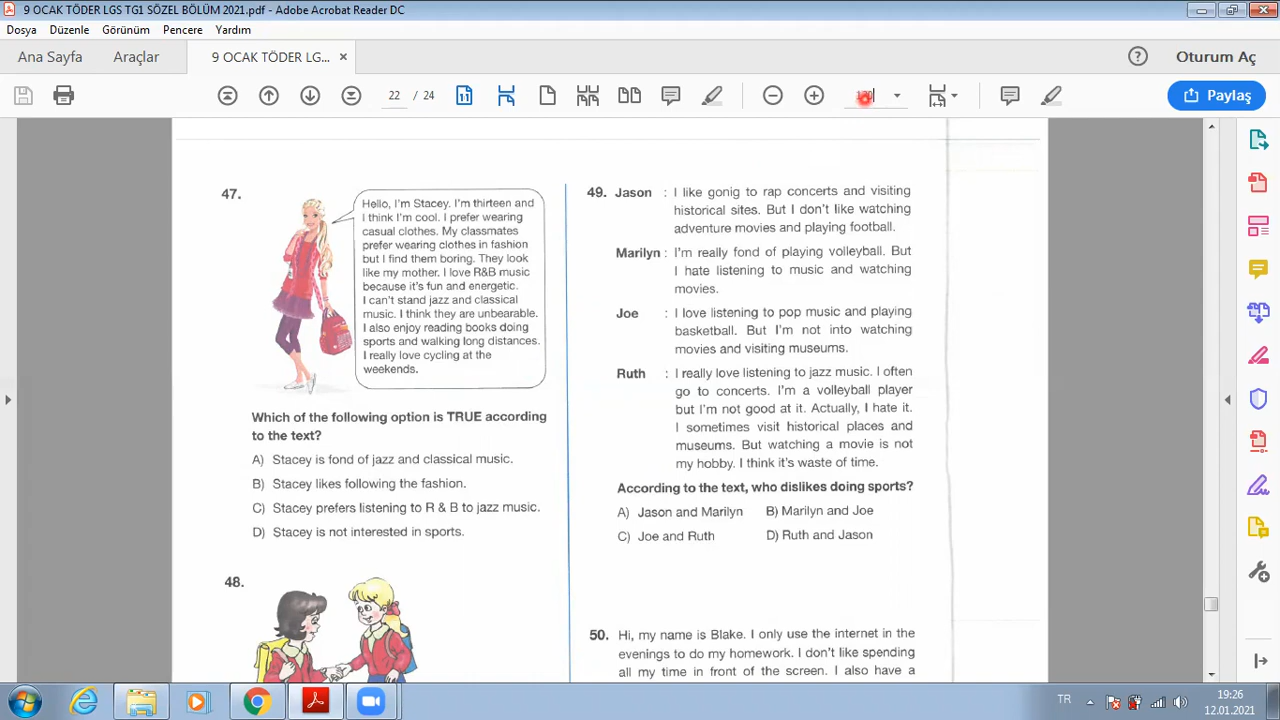 9 OCAK TÖDER LGS TG1 SÖZEL BÖLÜM 2021.pdf - Adobe Acrobat Reader DC
Dosya Düzenle Görünüm Pencere Yardım
Ana Sayfa Araçlar 9 OCAK TÖDER LG... × Oturum Aç
22 / 24 Paylaş
47.
Hello, I'm Stacey. I'm thirteen and
I think I'm cool. I prefer wearing
casual clothes. My classmates
prefer wearing clothes in fashion
but I find them boring. They look
like my mother. I love R&B music
because it's fun and energetic.
I can't stand jazz and classical
music. I think they are unbearable.
I also enjoy reading books doing
sports and walking long distances.
I really love cycling at the
weekends.
Which of the following option is TRUE according
to the text?
A) Stacey is fond of jazz and classical music.
B) Stacey likes following the fashion.
C) Stacey prefers listening to R & B to jazz music.
D) Stacey is not interested in sports.
48.
49. Jason : I like gonig to rap concerts and visiting
historical sites. But I don't like watching
adventure movies and playing football.
Marilyn : I'm really fond of playing volleyball. But
I hate listening to music and watching
movies.
Joe : I love listening to pop music and playing
basketball. But I'm not into watching
movies and visiting museums.
Ruth : I really love listening to jazz music. I often
go to concerts. I'm a volleyball player
but I'm not good at it. Actually, I hate it.
I sometimes visit historical places and
museums. But watching a movie is not
my hobby. I think it's waste of time.
According to the text, who dislikes doing sports?
A) Jason and Marilyn B) Marilyn and Joe
C) Joe and Ruth D) Ruth and Jason
50. Hi, my name is Blake. I only use the internet in the
evenings to do my homework. I don't like spending
all my time in front of the screen. I also have a
TR 19:26
12.01.2021